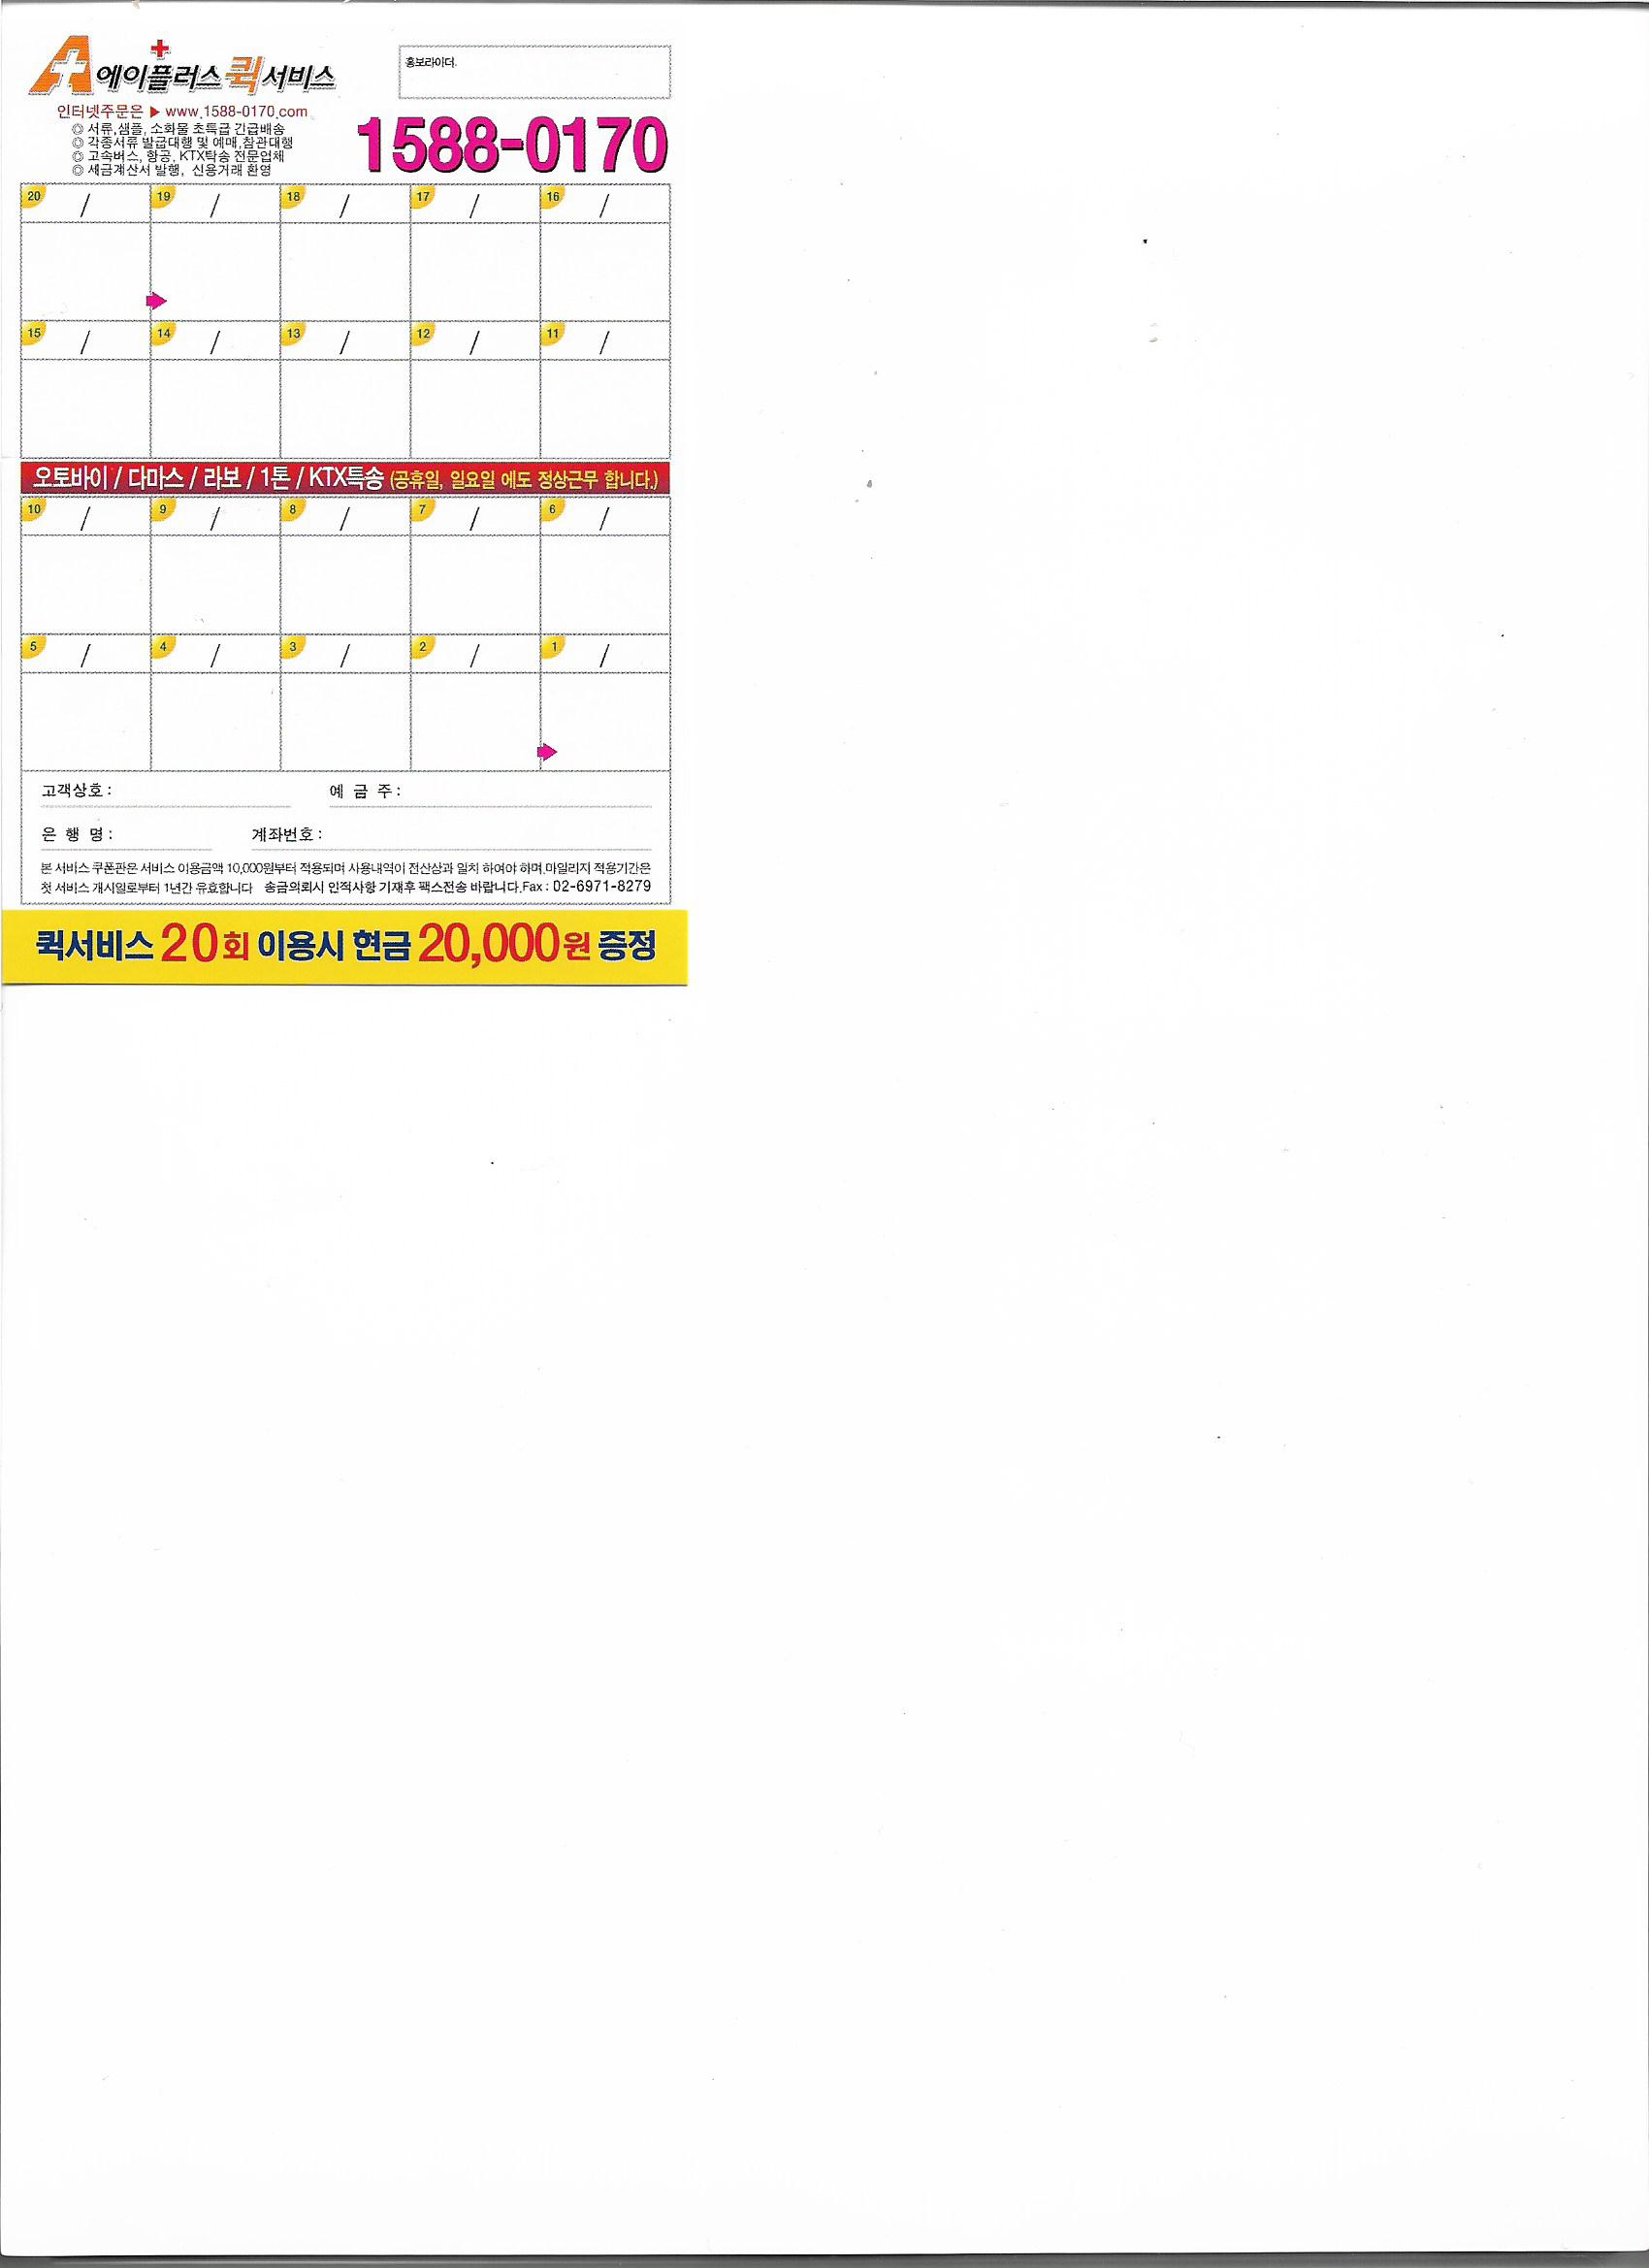 A 에이플러스 퀵 서비스
홍보라이더.
인터넷주문은 ▶ www.1588-0170.com
◎ 서류,샘플, 소화물 초특급 긴급배송
◎ 각종서류 발급대행 및 예매,참관대행
◎ 고속버스, 항공, KTX탁송 전문업체
◎ 세금계산서 발행, 신용거래 환영
1588-0170
20 / 19 / 18 / 17 / 16 /
15 / 14 / 13 / 12 / 11 /
오토바이 / 다마스 / 라보 / 1톤 / KTX특송 (공휴일, 일요일 에도 정상근무 합니다.)
10 / 9 / 8 / 7 / 6 /
5 / 4 / 3 / 2 / 1 /
고객상호 : 예 금 주 :
은 행 명 : 계좌번호 :
본 서비스 쿠폰판은 서비스 이용금액 10,000원부터 적용되며 사용내역이 전산상과 일치 하여야 하며,마일리지 적용기간은
첫 서비스 개시일로부터 1년간 유효합니다 송금의뢰시 인적사항 기재후 팩스전송 바랍니다.Fax : 02-6971-8279
퀵서비스 20회 이용시 현금 20,000원 증정